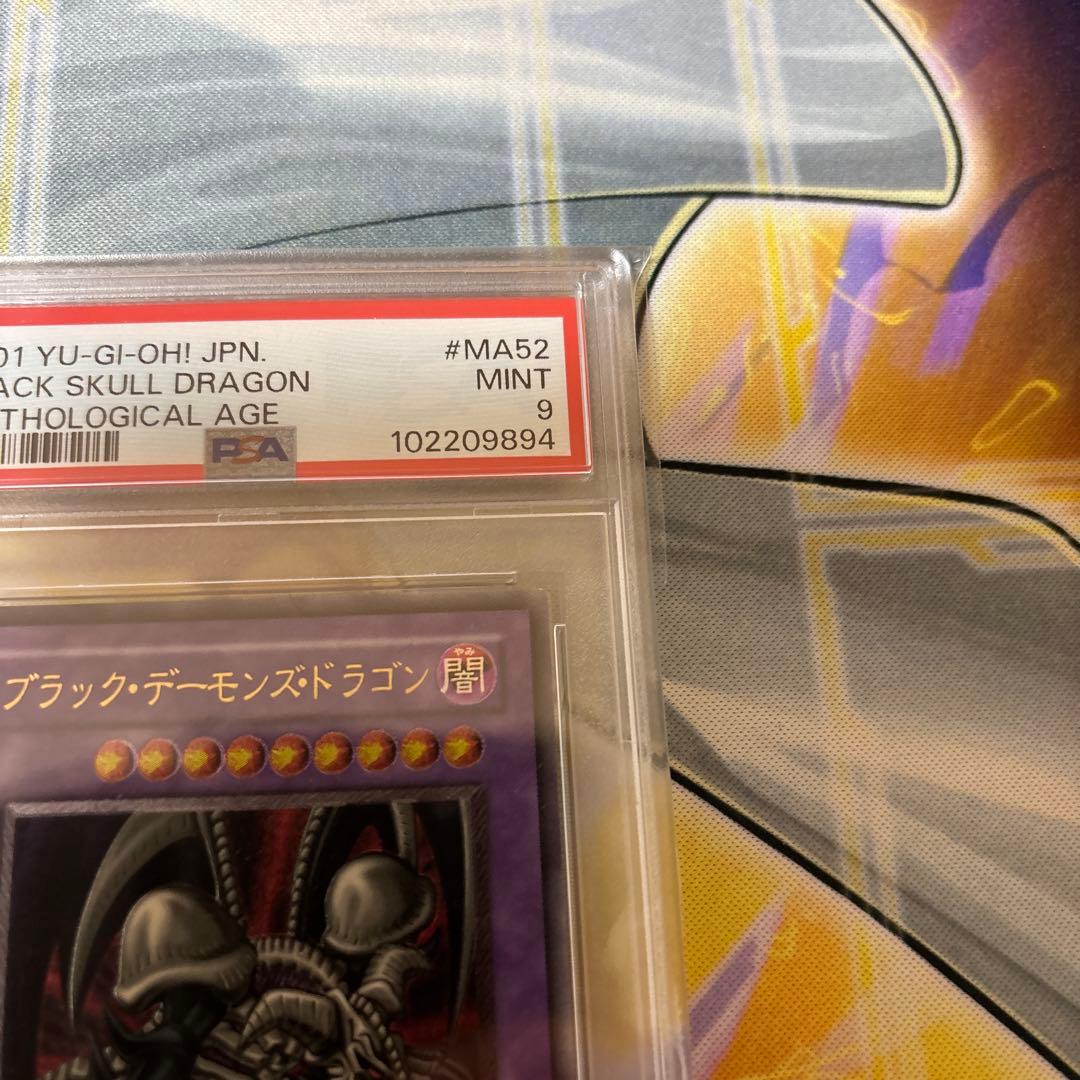 01 YU-GI-OH! JPN. #MA52
ACK SKULL DRAGON MINT
THOLOGICAL AGE 9
PSA 102209894
ブラック・デーモンズ・ドラゴン
やみ
闇